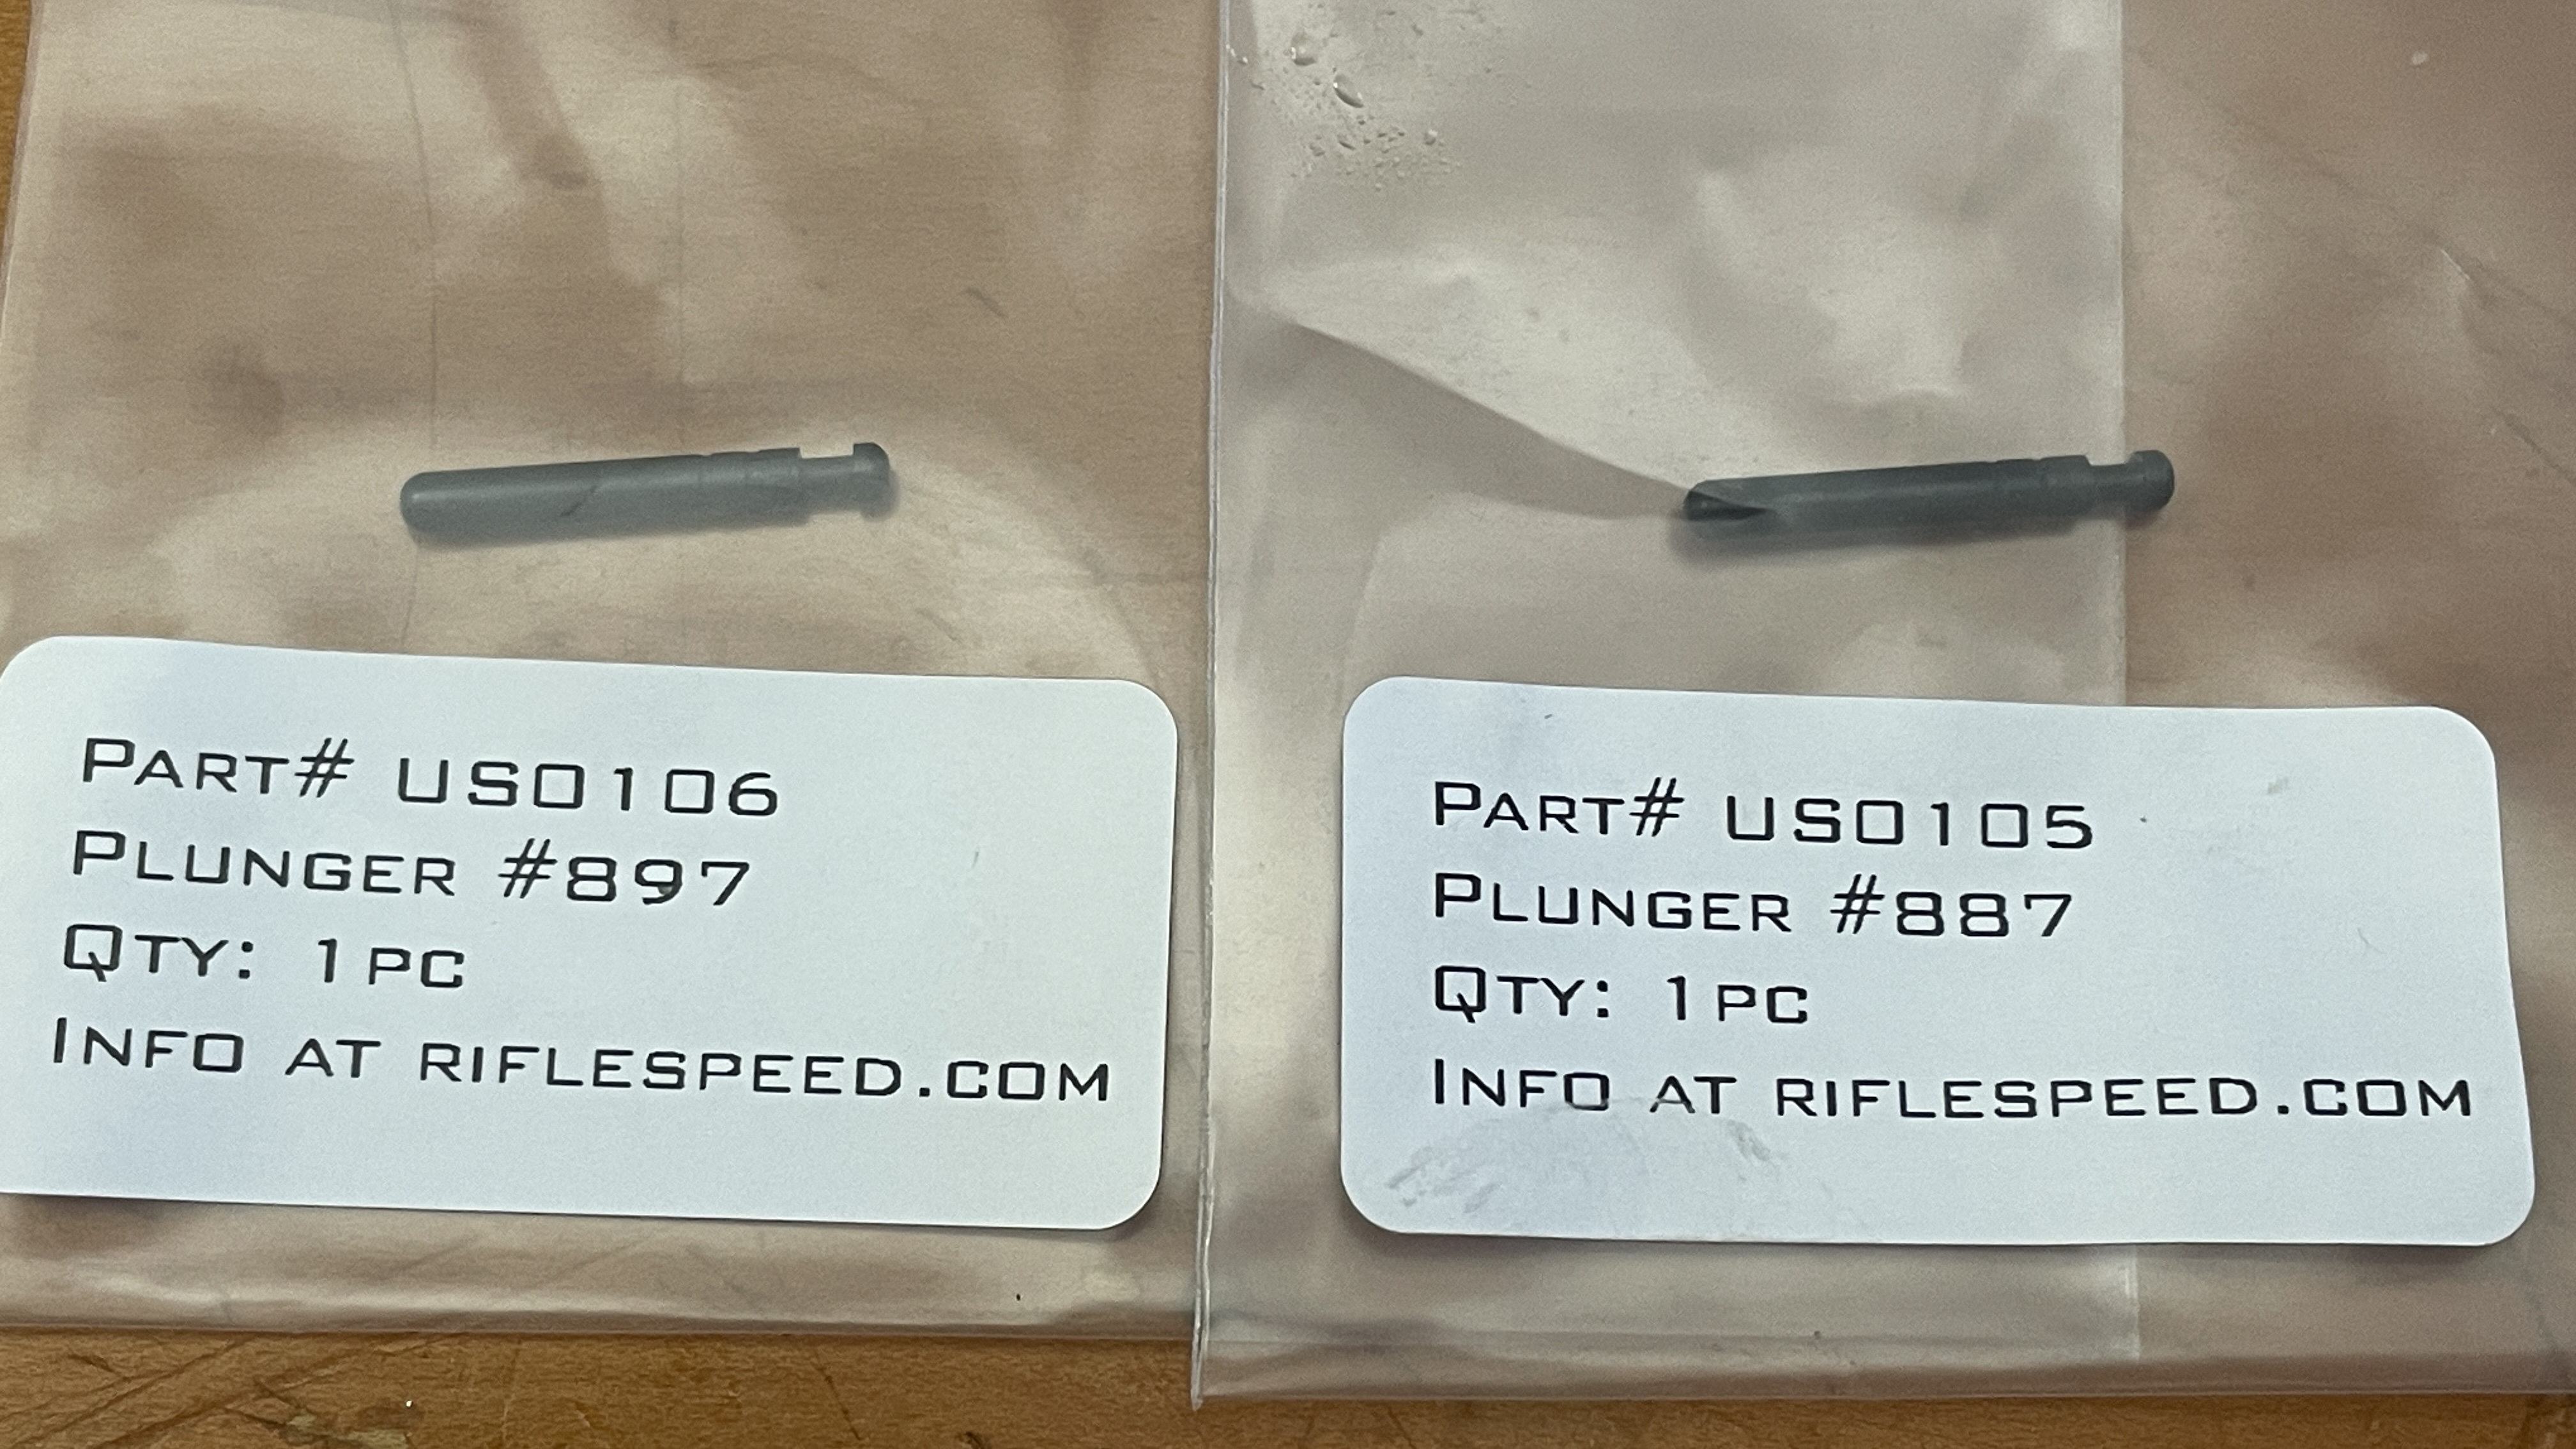 PART# US0106
PLUNGER #897
QTY: 1PC
INFO AT RIFLESPEED.COM
PART# US0105
PLUNGER #887
QTY: 1PC
INFO AT RIFLESPEED.COM